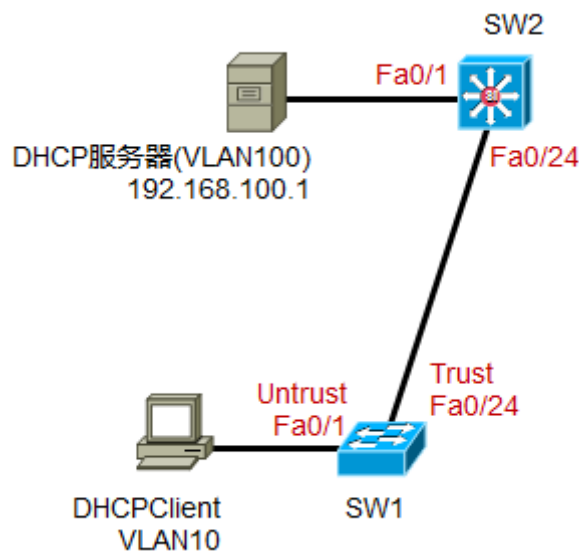 SW2
Fa0/1
DHCP服务器(VLAN100)
192.168.100.1
Fa0/24
Untrust
Fa0/1
Trust
Fa0/24
DHCPClient
VLAN10
SW1